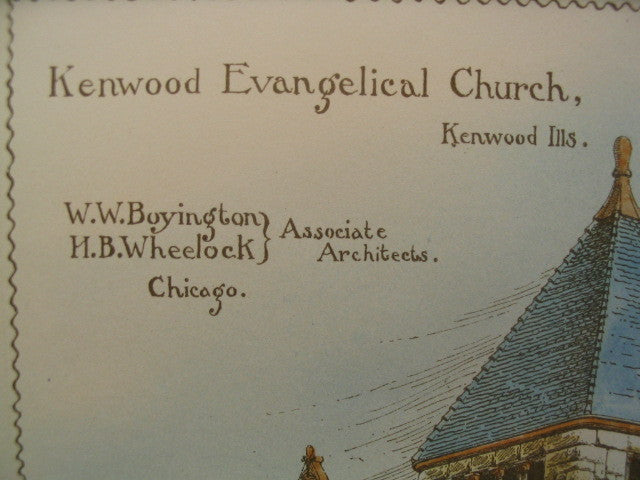 Kenwood Evangelical Church,
Kenwood Ills.
W.W. Boyington
H.B. Wheelock } Associate Architects.
Chicago.